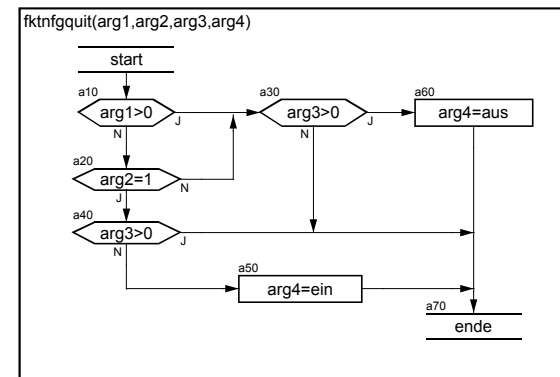 fktnfgquit(arg1,arg2,arg3,arg4)
start
a10
arg1>0
J
N
a30
arg3>0
J
N
a60
arg4=aus
a20
arg2=1
N
J
a40
arg3>0
J
N
a50
arg4=ein
a70
ende